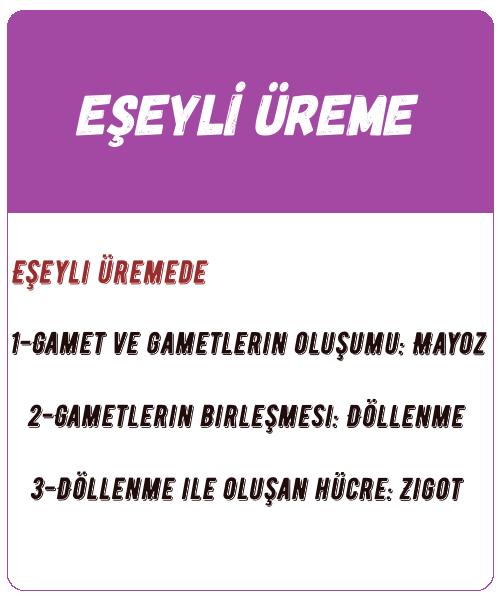 EŞEYLİ ÜREME
EŞEYLI ÜREMEDE
1-GAMET VE GAMETLERIN OLUŞUMU: MAYOZ
2-GAMETLERIN BIRLEŞMESI: DÖLLENME
3-DÖLLENME ILE OLUŞAN HÜCRE: ZIGOT